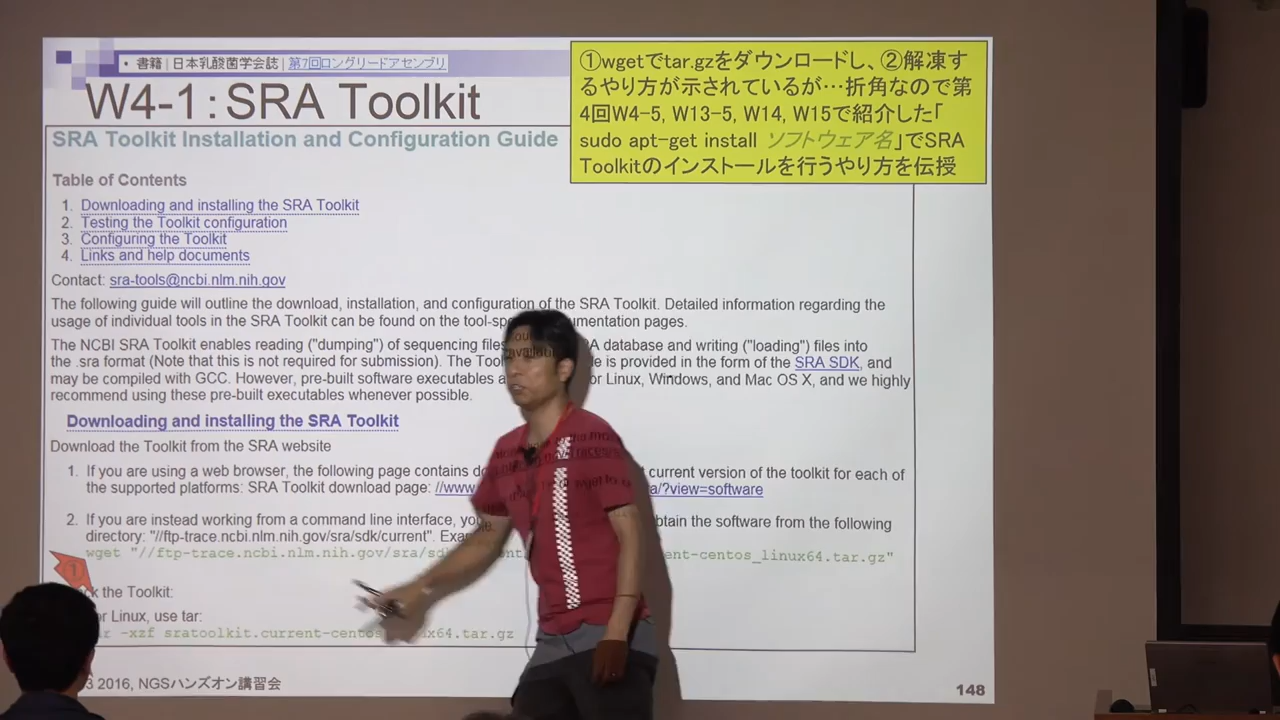 • 書籍 | 日本乳酸菌学会誌 | 第7回ロングリードアセンブリ
W4-1：SRA Toolkit
①wgetでtar.gzをダウンロードし、②解凍す
るやり方が示されているが…折角なので第
4回W4-5, W13-5, W14, W15で紹介した「
sudo apt-get install ソフトウェア名」でSRA
Toolkitのインストールを行うやり方を伝授
SRA Toolkit Installation and Configuration Guide
Table of Contents
1. Downloading and installing the SRA Toolkit
2. Testing the Toolkit configuration
3. Configuring the Toolkit
4. Links and help documents
Contact: sra-tools@ncbi.nlm.nih.gov
The following guide will outline the download, installation, and configuration of the SRA Toolkit. Detailed information regarding the
usage of individual tools in the SRA Toolkit can be found on the tool-sp umentation pages.
The NCBI SRA Toolkit enables reading ("dumping") of sequencing files A database and writing ("loading") files into
the .sra format (Note that this is not required for submission). The Too e is provided in the form of the SRA SDK, and
may be compiled with GCC. However, pre-built software executables a or Linux, Windows, and Mac OS X, and we highly
recommend using these pre-built executables whenever possible.
Downloading and installing the SRA Toolkit
Download the Toolkit from the SRA website
1. If you are using a web browser, the following page contains do current version of the toolkit for each of
the supported platforms: SRA Toolkit download page: //www. ra/?view=software
2. If you are instead working from a command line interface, yo btain the software from the following
directory: "//ftp-trace.ncbi.nlm.nih.gov/sra/sdk/current". Exa
wget "//ftp-trace.ncbi.nlm.nih.gov/sra/sd ent-centos_linux64.tar.gz"
①
ck the Toolkit:
or Linux, use tar:
r -xzf sratoolkit.current-centos ux64.tar.gz
3 2016, NGSハンズオン講習会
148